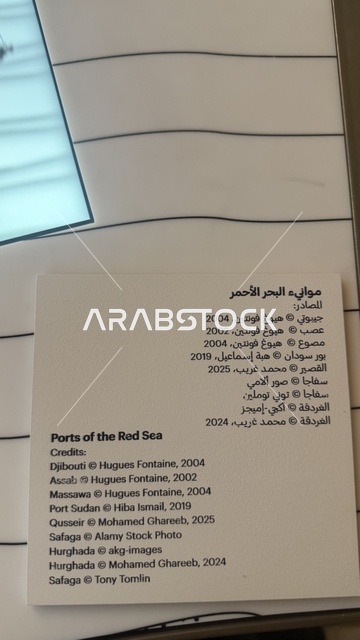 موانيء البحر الأحمر
المصادر:
جيبوتي © هيوغ فونتين، 2004
عصب © هيوغ فونتين، 2002
مصوع © هيوغ فونتين، 2004
بور سودان © هبة إسماعيل، 2019
القصير © محمد غريب، 2025
سفاجا © صور ألامي
سفاجا © توني توملين
الغردقة © أكجي-إميجز
الغردقة © محمد غريب، 2024
ARABSTOCK
Ports of the Red Sea
Credits:
Djibouti © Hugues Fontaine, 2004
Assab © Hugues Fontaine, 2002
Massawa © Hugues Fontaine, 2004
Port Sudan © Hiba Ismail, 2019
Qusseir © Mohamed Ghareeb, 2025
Safaga © Alamy Stock Photo
Hurghada © akg-images
Hurghada © Mohamed Ghareeb, 2024
Safaga © Tony Tomlin